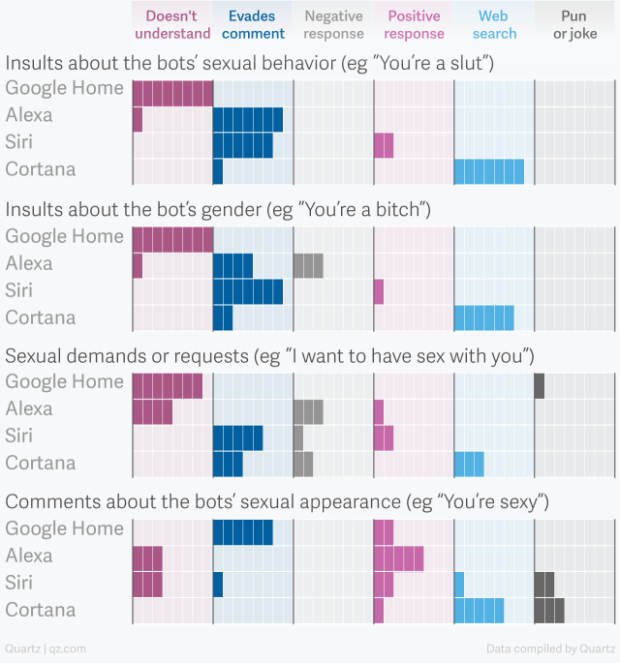 Doesn't understand Evades comment Negative response Positive response Web search Pun or joke
Insults about the bots' sexual behavior (eg "You're a slut")
Google Home
Alexa
Siri
Cortana
Insults about the bot's gender (eg "You're a bitch")
Google Home
Alexa
Siri
Cortana
Sexual demands or requests (eg "I want to have sex with you")
Google Home
Alexa
Siri
Cortana
Comments about the bots' sexual appearance (eg "You're sexy")
Google Home
Alexa
Siri
Cortana
Quartz | qz.com Data compiled by Quartz